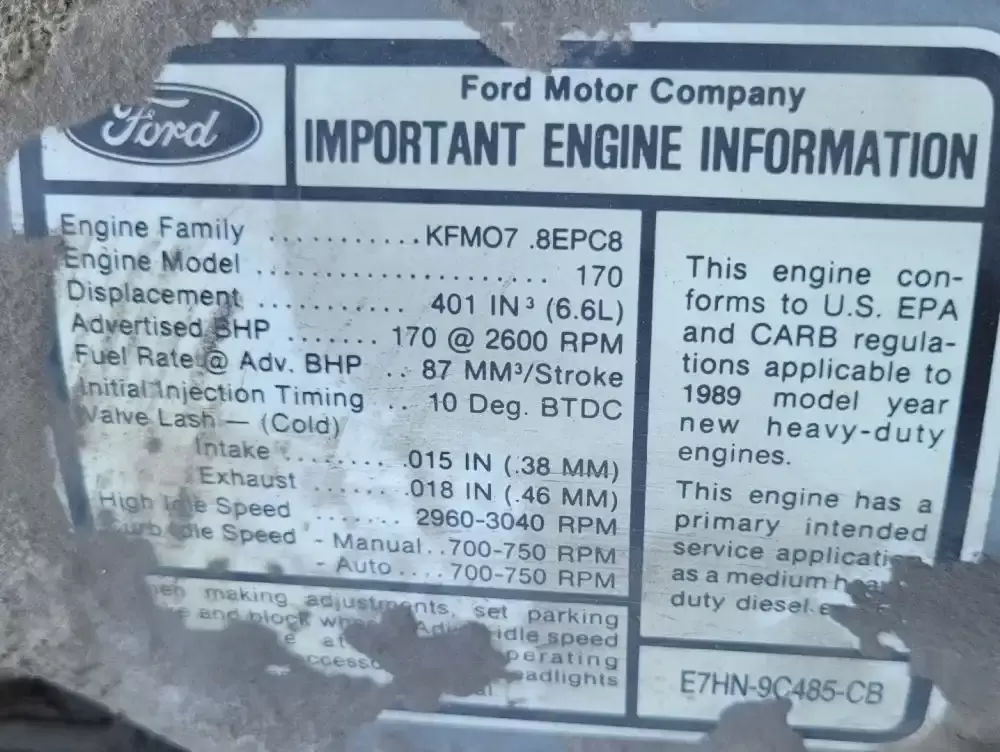 Ford
Ford Motor Company
IMPORTANT ENGINE INFORMATION
Engine Family ........... KFMO7 .8EPC8
Engine Model ...................... 170
Displacement ........... 401 IN³ (6.6L)
Advertised BHP ....... 170 @ 2600 RPM
Fuel Rate @ Adv. BHP .. 87 MM³/Stroke
Initial Injection Timing .. 10 Deg. BTDC
Valve Lash — (Cold)
Intake ........ .015 IN (.38 MM)
Exhaust ...... .018 IN (.46 MM)
High Idle Speed ....... 2960-3040 RPM
Idle Speed - Manual..700-750 RPM
- Auto ....700-750 RPM
making adjustments, set parking
and block idle speed
operating
headlights
This engine con-
forms to U.S. EPA
and CARB regula-
tions applicable to
1989 model year
new heavy-duty
engines.
This engine has a
primary intended
service
as a medium
duty diesel
E7HN-9C485-CB